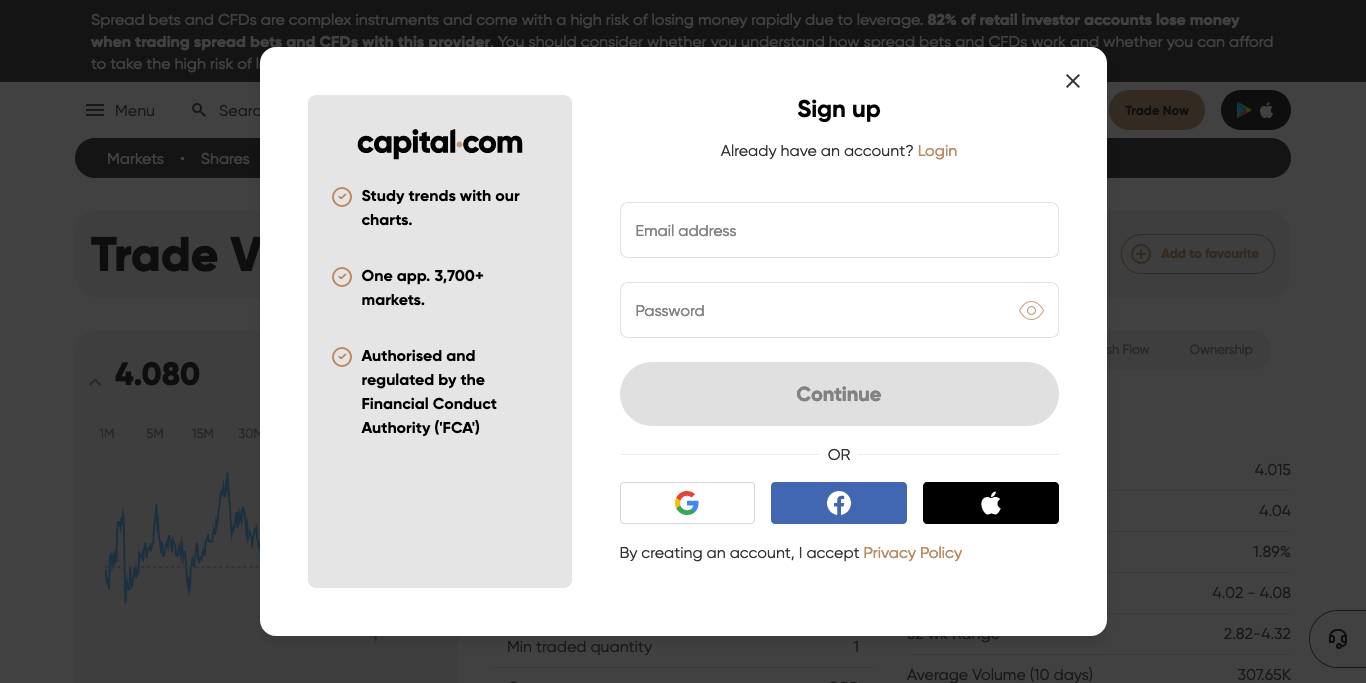 Spread bets and CFDs are complex instruments and come with a high risk of losing money rapidly due to leverage. 82% of retail investor accounts lose money
when trading spread bets and CFDs with this provider. You should consider whether you understand how spread bets and CFDs work and whether you can afford
to take the high risk of
Menu
Trade Now
Markets • Shares
Trade
Add to favourite
4.080
Flow
Ownership
1M
5M
15M
30M
4.015
4.04
1.89%
4.02 - 4.08
52 wk Range
2.82-4.32
Min traded quantity
1
Average Volume (10 days)
307.65K
capital.com
Study trends with our
charts.
One app. 3,700+
markets.
Authorised and
regulated by the
Financial Conduct
Authority ('FCA')
Sign up
Already have an account? Login
Email address
Password
Continue
OR
By creating an account, I accept Privacy Policy